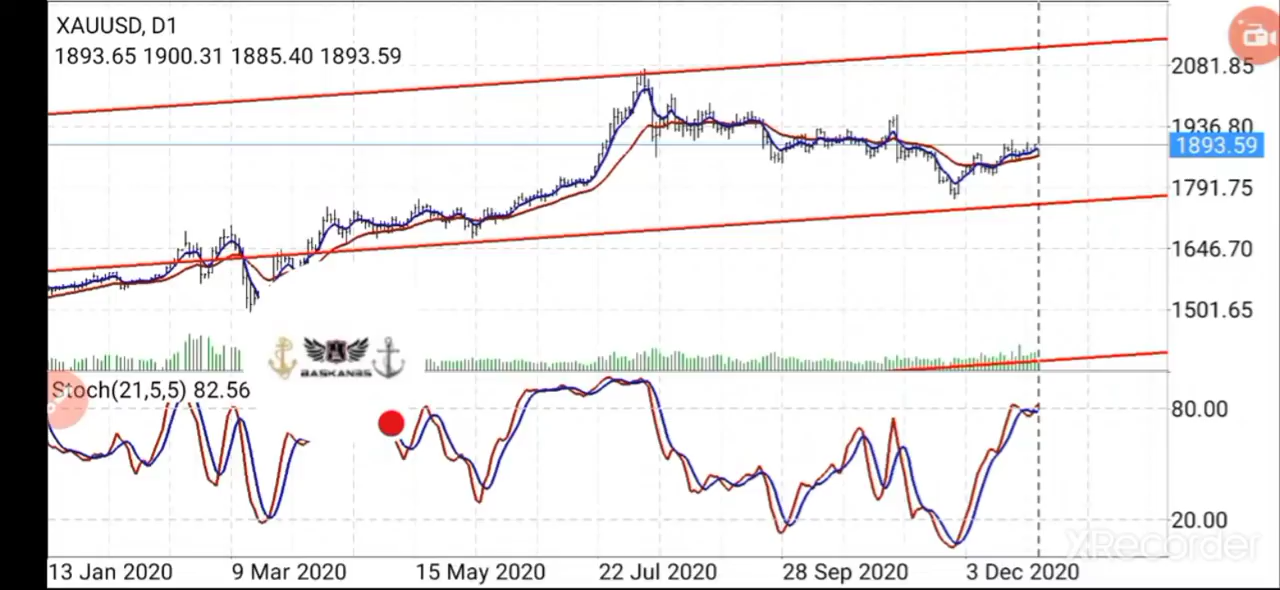 XAUUSD, D1
1893.65 1900.31 1885.40 1893.59
2081.85
1936.80
1893.59
1791.75
1646.70
1501.65
BASKAN85
Stoch(21,5,5) 82.56
80.00
20.00
XRecorder
13 Jan 2020 9 Mar 2020 15 May 2020 22 Jul 2020 28 Sep 2020 3 Dec 2020